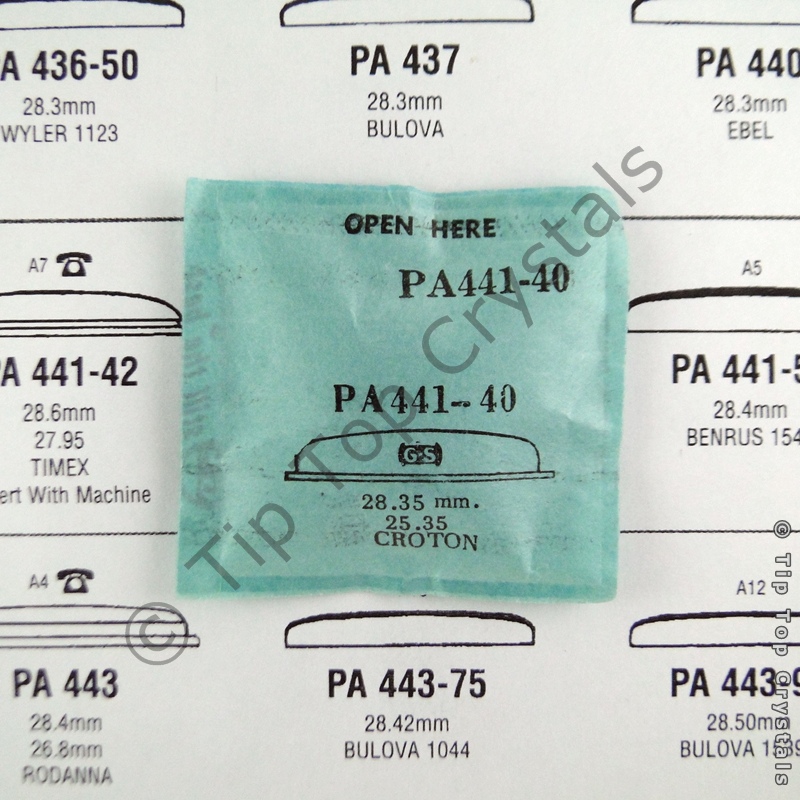 PA 436-50
28.3mm
WYLER 1123
PA 437
28.3mm
BULOVA
PA 440
28.3mm
EBEL
OPEN HERE
PA441-40
PA441-40
GS
28.35 mm.
25.35
CROTON
A7
PA 441-42
28.6mm
27.95
TIMEX
ert With Machine
A5
PA 441-5
28.4mm
BENRUS 154
A4
PA 443
28.4mm
26.8mm
RODANNA
PA 443-75
28.42mm
BULOVA 1044
A12
PA 443-9
28.50mm
BULOVA
© Tip Top Crystals
© Tip Top Crystals